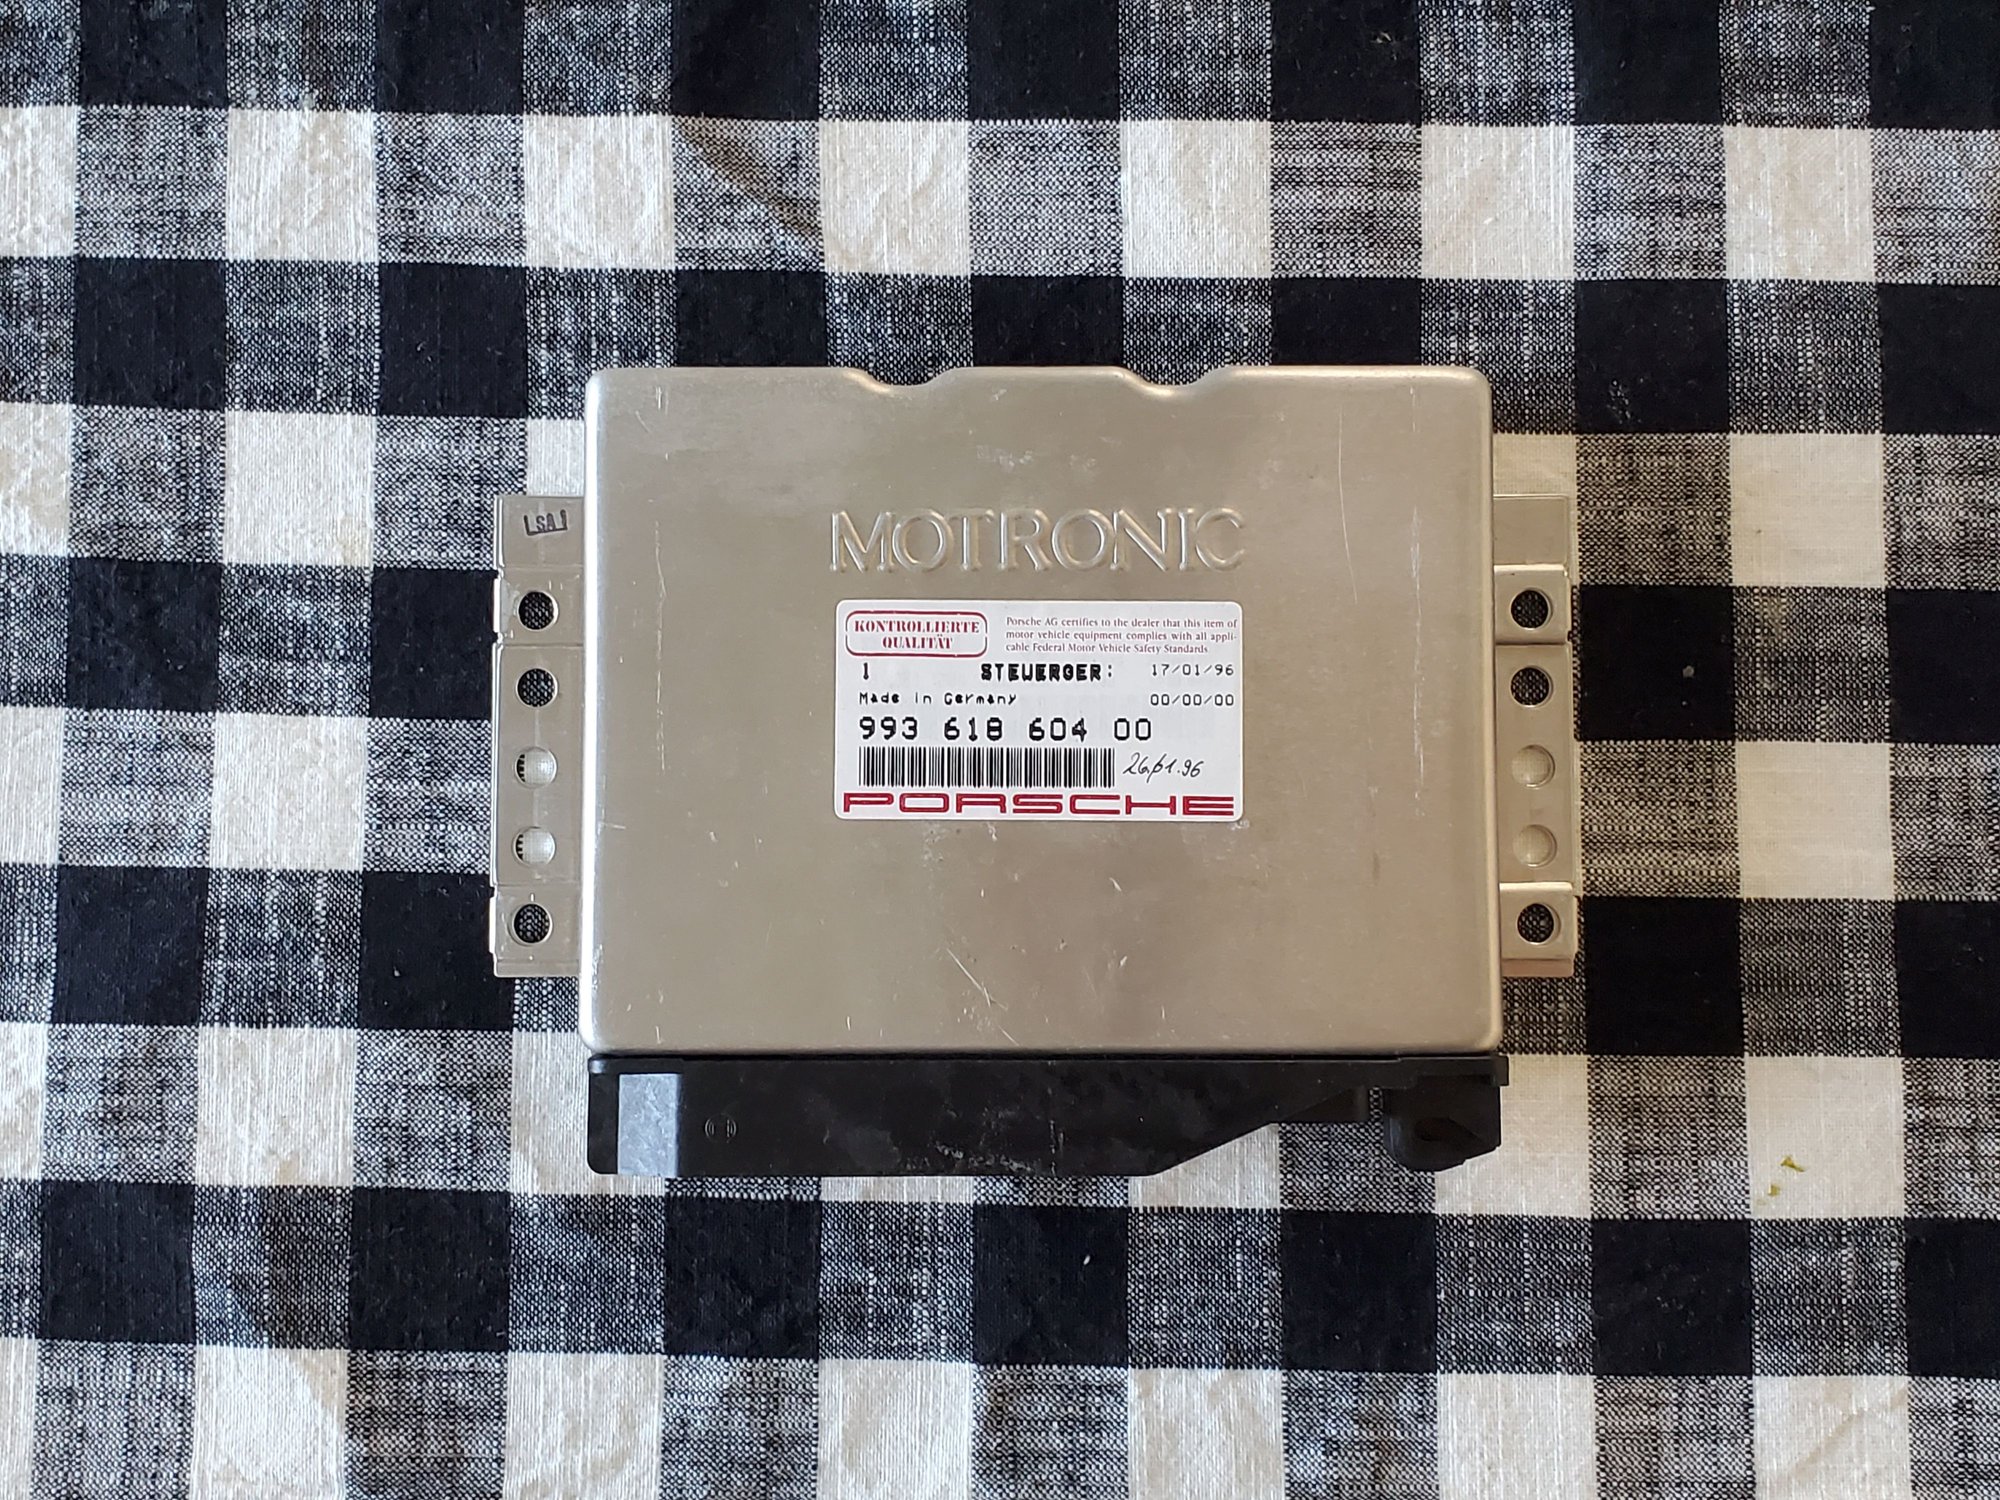 SA1
MOTRONIC
KONTROLLIERTE
QUALITÄT
Porsche AG certifies to the dealer that this item of
motor vehicle equipment complies with all appli-
cable Federal Motor Vehicle Safety Standards.
1 STEUERGER: 17/01/96
Made in Germany 00/00/00
993 618 604 00
26.01.96
PORSCHE